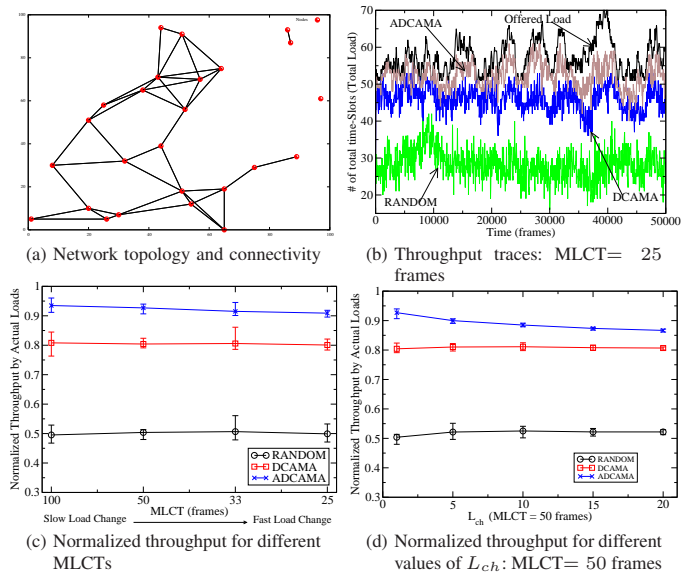 100
80
60
40
20
0
0
20
40
60
80
100
Nodes
(a) Network topology and connectivity
# of total time-Slots (Total Load)
70
60
50
40
30
20
0
10000
20000
30000
40000
50000
Time (frames)
ADCAMA
Offered Load
RANDOM
DCAMA
(b) Throughput traces: MLCT= 25
frames
Normalized Throughput by Actual Loads
1
0.9
0.8
0.7
0.6
0.5
0.4
0.3
100
50
33
25
MLCT (frames)
Slow Load Change
Fast Load Change
RANDOM
DCAMA
ADCAMA
(c) Normalized throughput for different
MLCTs
Normalized Throughput by Actual Loads
1
0.9
0.8
0.7
0.6
0.5
0.4
0.3
0
5
10
15
20
L_ch (MLCT = 50 frames)
RANDOM
DCAMA
ADCAMA
(d) Normalized throughput for different
values of L_ch: MLCT= 50 frames